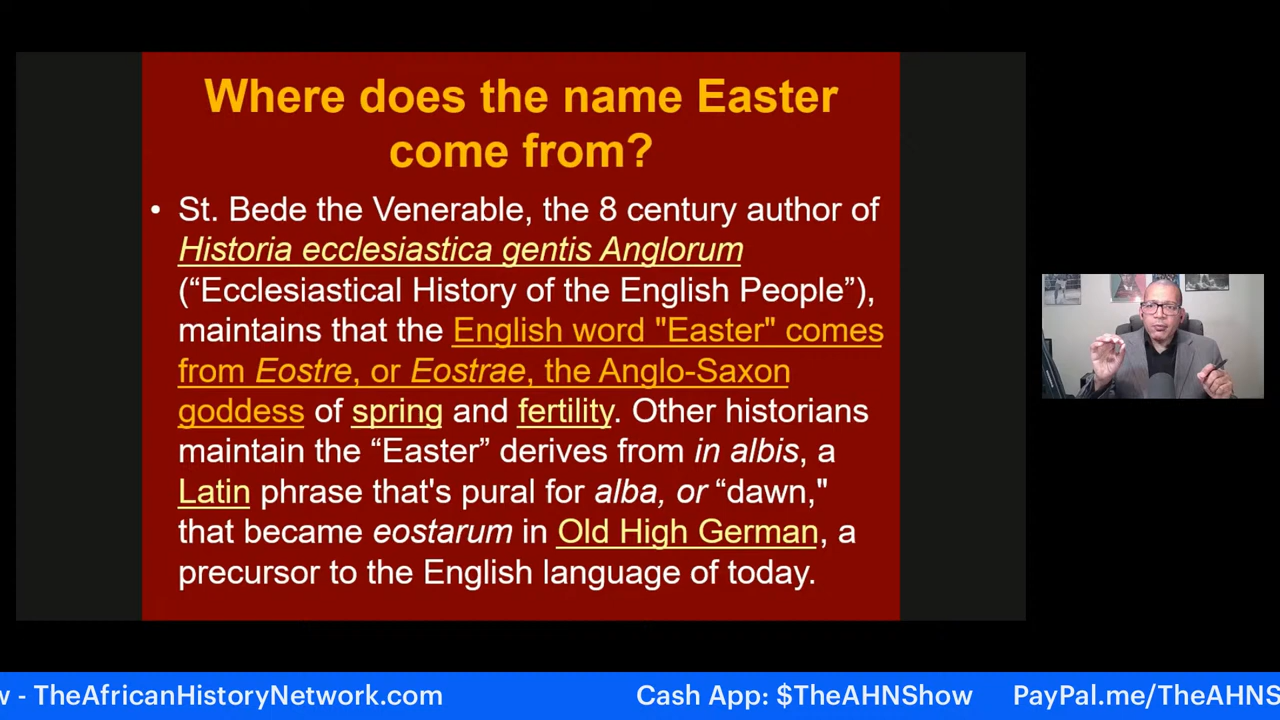 Where does the name Easter
come from?
• St. Bede the Venerable, the 8 century author of
Historia ecclesiastica gentis Anglorum
(“Ecclesiastical History of the English People”),
maintains that the English word "Easter" comes
from Eostre, or Eostrae, the Anglo-Saxon
goddess of spring and fertility. Other historians
maintain the “Easter” derives from in albis, a
Latin phrase that's pural for alba, or “dawn,"
that became eostarum in Old High German, a
precursor to the English language of today.
w - TheAfricanHistoryNetwork.com Cash App: $TheAHNShow PayPal.me/TheAHNS